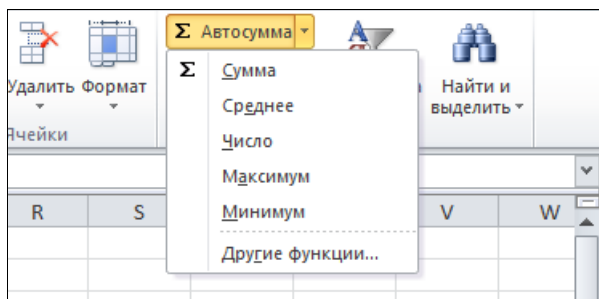 Σ Автосумма
Удалить Формат
Найти и
выделить
Ячейки
Σ Сумма
Среднее
Число
Максимум
Минимум
Другие функции...
R S V W